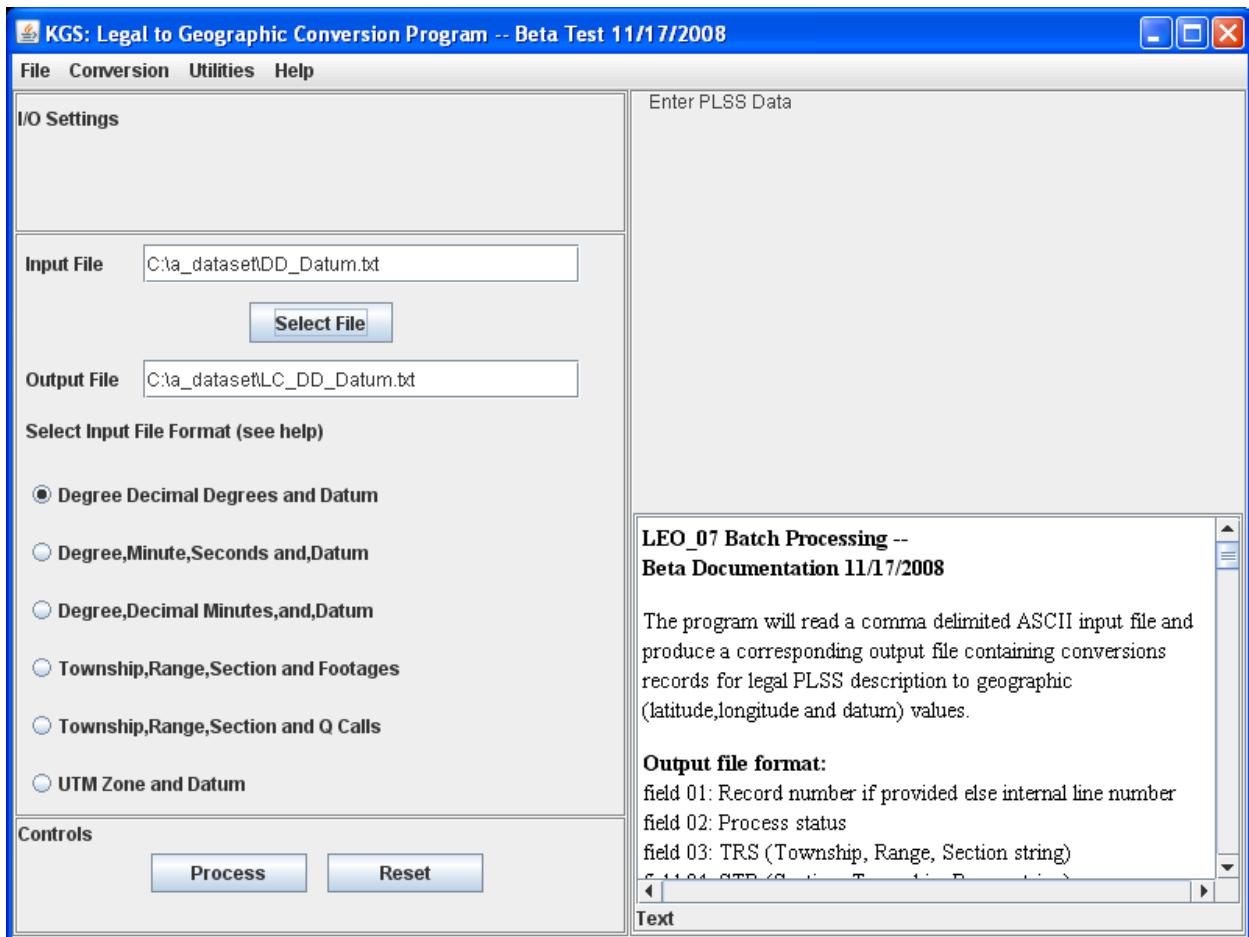 KGS: Legal to Geographic Conversion Program -- Beta Test 11/17/2008
File Conversion Utilities Help
I/O Settings
Input File C:\a_dataset\DD_Datum.txt
Select File
Output File C:\a_dataset\LC_DD_Datum.txt
Select Input File Format (see help)
Degree Decimal Degrees and Datum
Degree,Minute,Seconds and,Datum
Degree,Decimal Minutes,and,Datum
Township,Range,Section and Footages
Township,Range,Section and Q Calls
UTM Zone and Datum
Controls
Process Reset
Enter PLSS Data
LEO_07 Batch Processing --
Beta Documentation 11/17/2008
The program will read a comma delimited ASCII input file and
produce a corresponding output file containing conversions
records for legal PLSS description to geographic
(latitude,longitude and datum) values.
Output file format:
field 01: Record number if provided else internal line number
field 02: Process status
field 03: TRS (Township, Range, Section string)
Text